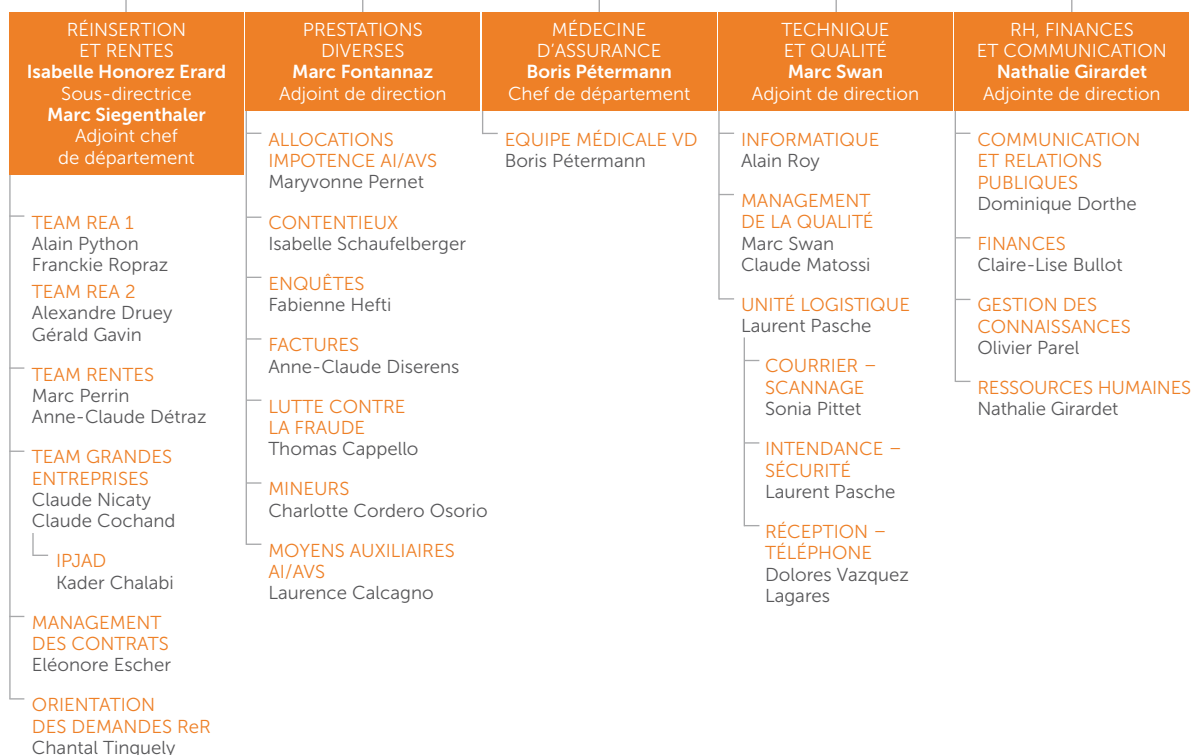 RÉINSERTION
ET RENTES
Isabelle Honorez Erard
Sous-directrice
Marc Siegenthaler
Adjoint chef
de département
TEAM REA 1
Alain Python
Franckie Ropraz
TEAM REA 2
Alexandre Druey
Gérald Gavin
TEAM RENTES
Marc Perrin
Anne-Claude Détraz
TEAM GRANDES
ENTREPRISES
Claude Nicaty
Claude Cochand
IPJAD
Kader Chalabi
MANAGEMENT
DES CONTRATS
Eléonore Escher
ORIENTATION
DES DEMANDES ReR
Chantal Tinguely
PRESTATIONS
DIVERSES
Marc Fontannaz
Adjoint de direction
ALLOCATIONS
IMPOTENCE AI/AVS
Maryvonne Pernet
CONTENTIEUX
Isabelle Schaufelberger
ENQUÊTES
Fabienne Hefti
FACTURES
Anne-Claude Diserens
LUTTE CONTRE
LA FRAUDE
Thomas Cappello
MINEURS
Charlotte Cordero Osorio
MOYENS AUXILIAIRES
AI/AVS
Laurence Calcagno
MÉDECINE
D'ASSURANCE
Boris Pétermann
Chef de département
EQUIPE MÉDICALE VD
Boris Pétermann
TECHNIQUE
ET QUALITÉ
Marc Swan
Adjoint de direction
INFORMATIQUE
Alain Roy
MANAGEMENT
DE LA QUALITÉ
Marc Swan
Claude Matossi
UNITÉ LOGISTIQUE
Laurent Pasche
COURRIER –
SCANNAGE
Sonia Pittet
INTENDANCE –
SÉCURITÉ
Laurent Pasche
RÉCEPTION –
TÉLÉPHONE
Dolores Vazquez
Lagares
RH, FINANCES
ET COMMUNICATION
Nathalie Girardet
Adjointe de direction
COMMUNICATION
ET RELATIONS
PUBLIQUES
Dominique Dorthe
FINANCES
Claire-Lise Bullot
GESTION DES
CONNAISSANCES
Olivier Parel
RESSOURCES HUMAINES
Nathalie Girardet